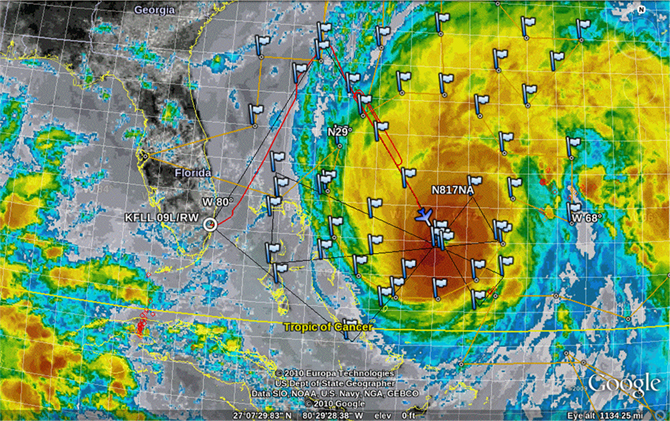 Georgia
N
N29°
Florida
N817NA
W 80°
KFLL 09L/RW
W 68°
Tropic of Cancer
© 2010 Europa Technologies
US Dept of State Geographer
Data SIO, NOAA, U.S. Navy, NGA, GEBCO
© 2010 Google
Google
27°07'29.83" N 80°29'28.38" W elev 0 ft
Eye alt 1134.25 mi